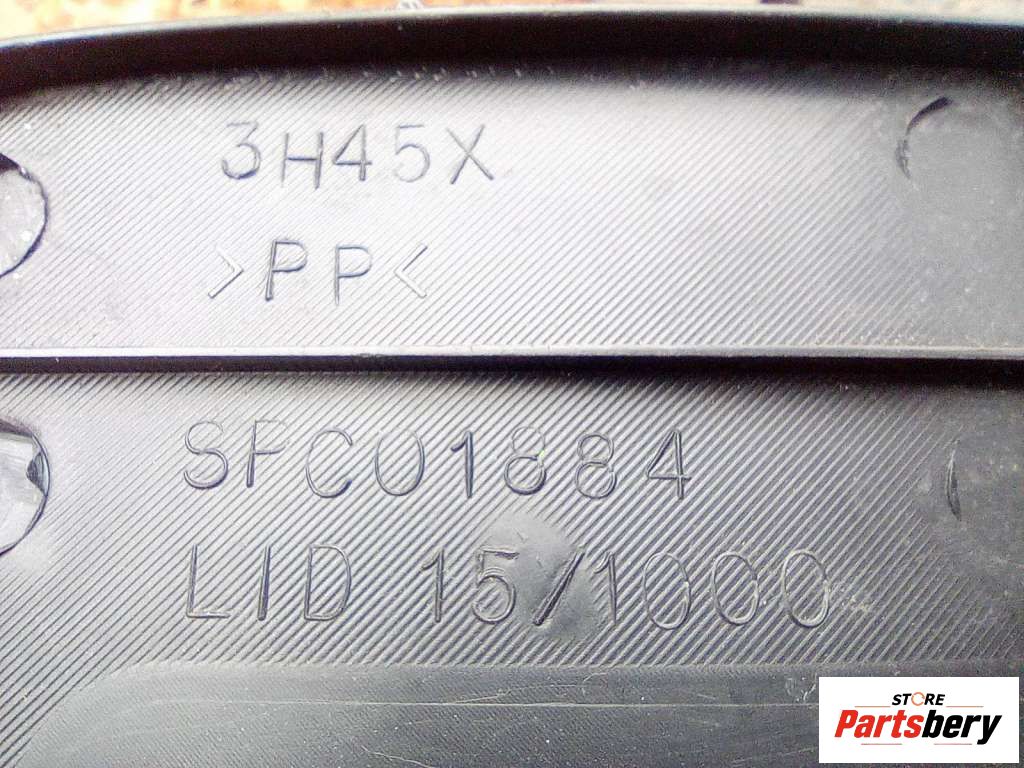 3H45X
>PP<
SPC01884
LID 15/1000
STORE
Partsbery